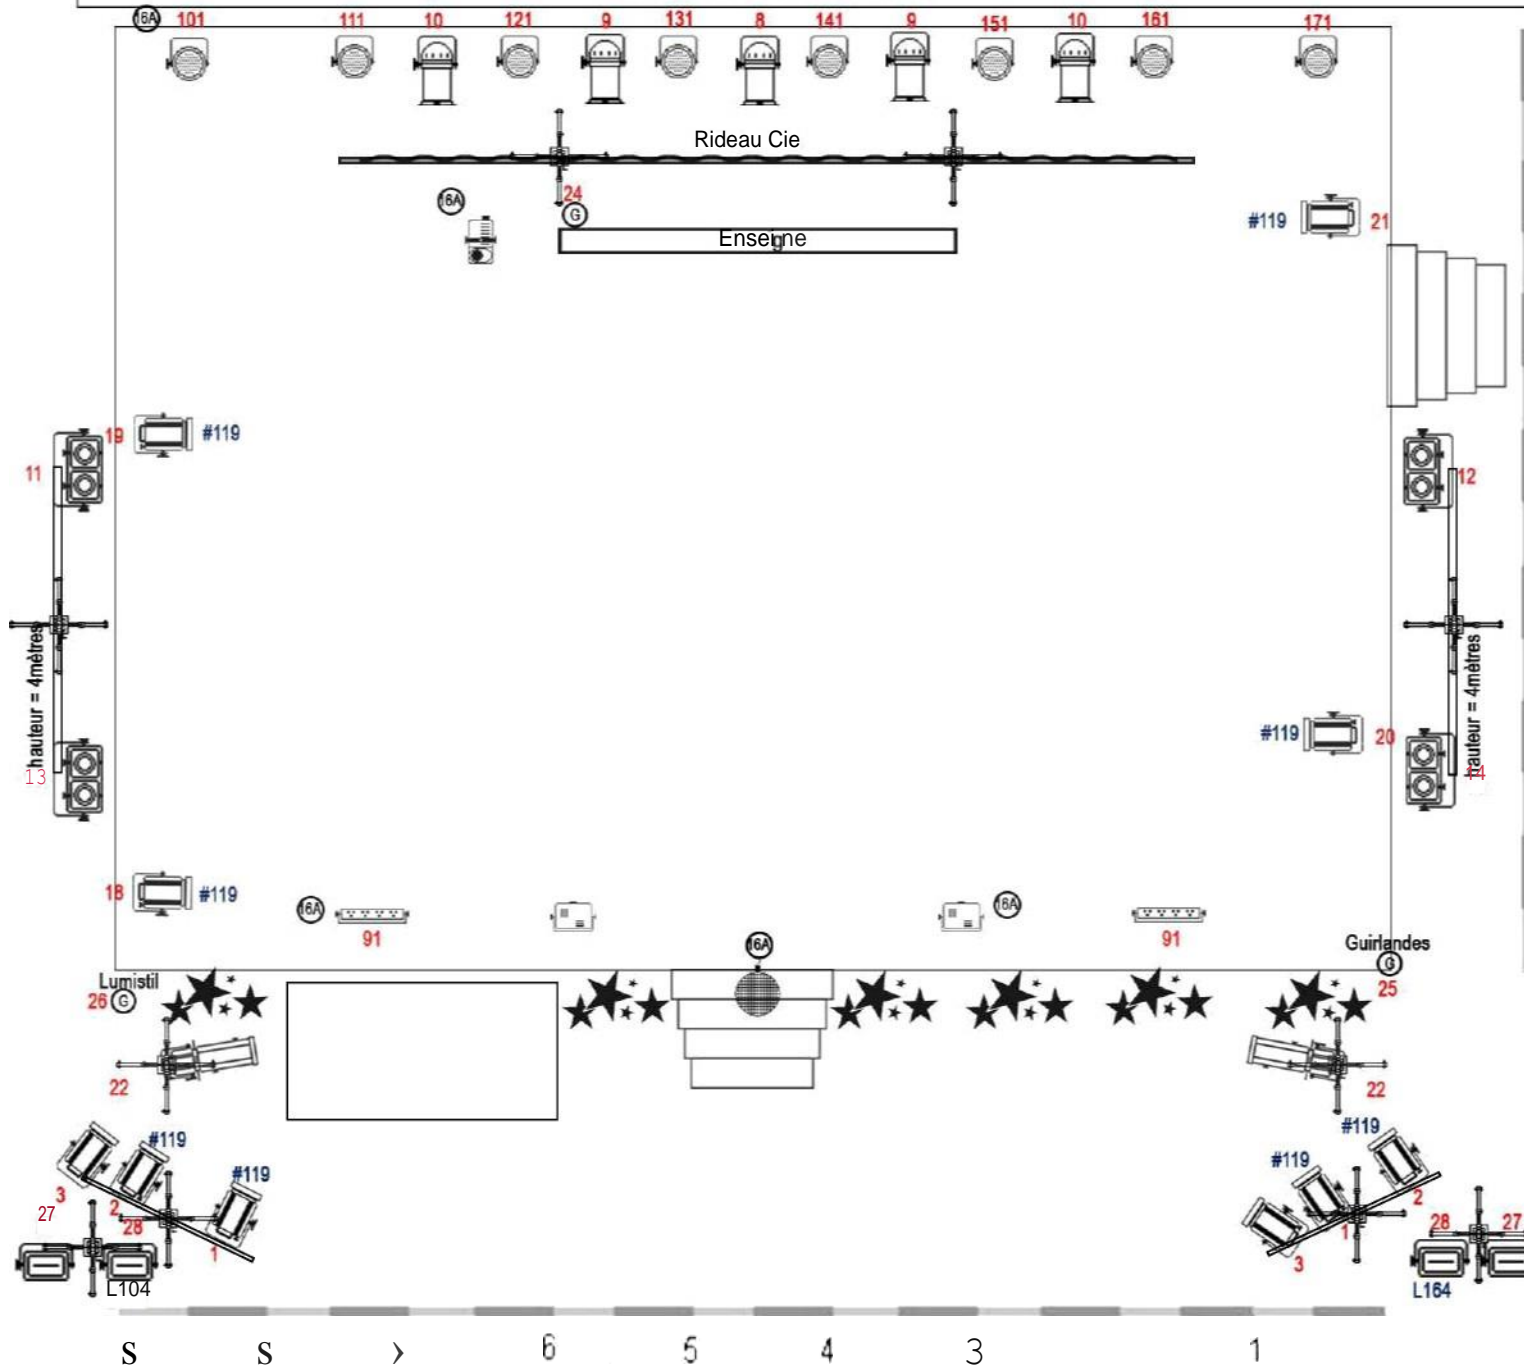 16A 101 111 10 121 9 131 8 141 9 151 10 161 171
Rideau Cie
16A 24
G
#119 21
Enseigne
19 #119
11 12
hauteur = 4mètres
hauteur = 4mètres
#119 20
13 14
18 #119
16A 16A
91 91
16A
Guirlandes
G
Lumistil
26 G 25
22 22
#119 #119
#119 #119
3 2 2
27 28 28 27
1 1
3
L104 L164
s s › 6 5 4 3 1